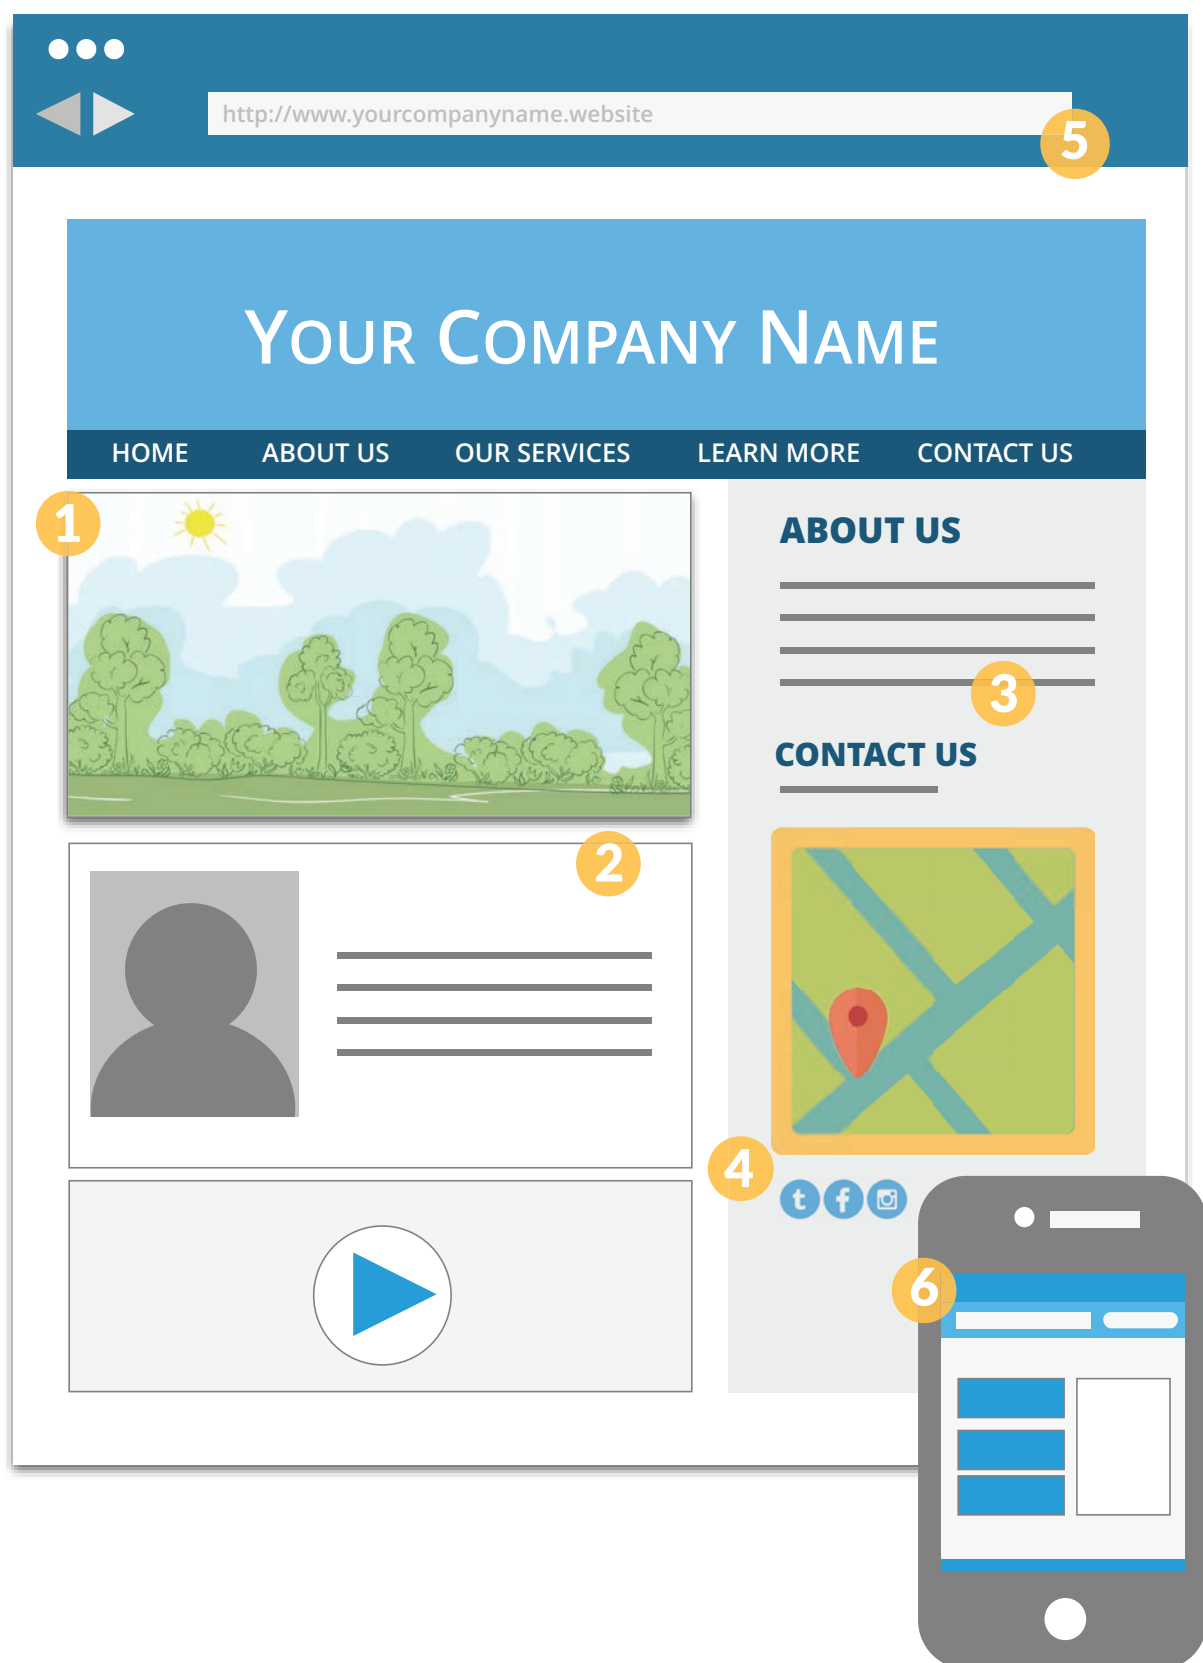 http://www.yourcompanyname.website
5
YOUR COMPANY NAME
HOME ABOUT US OUR SERVICES LEARN MORE CONTACT US
1
ABOUT US
3
CONTACT US
2
4
t f
6